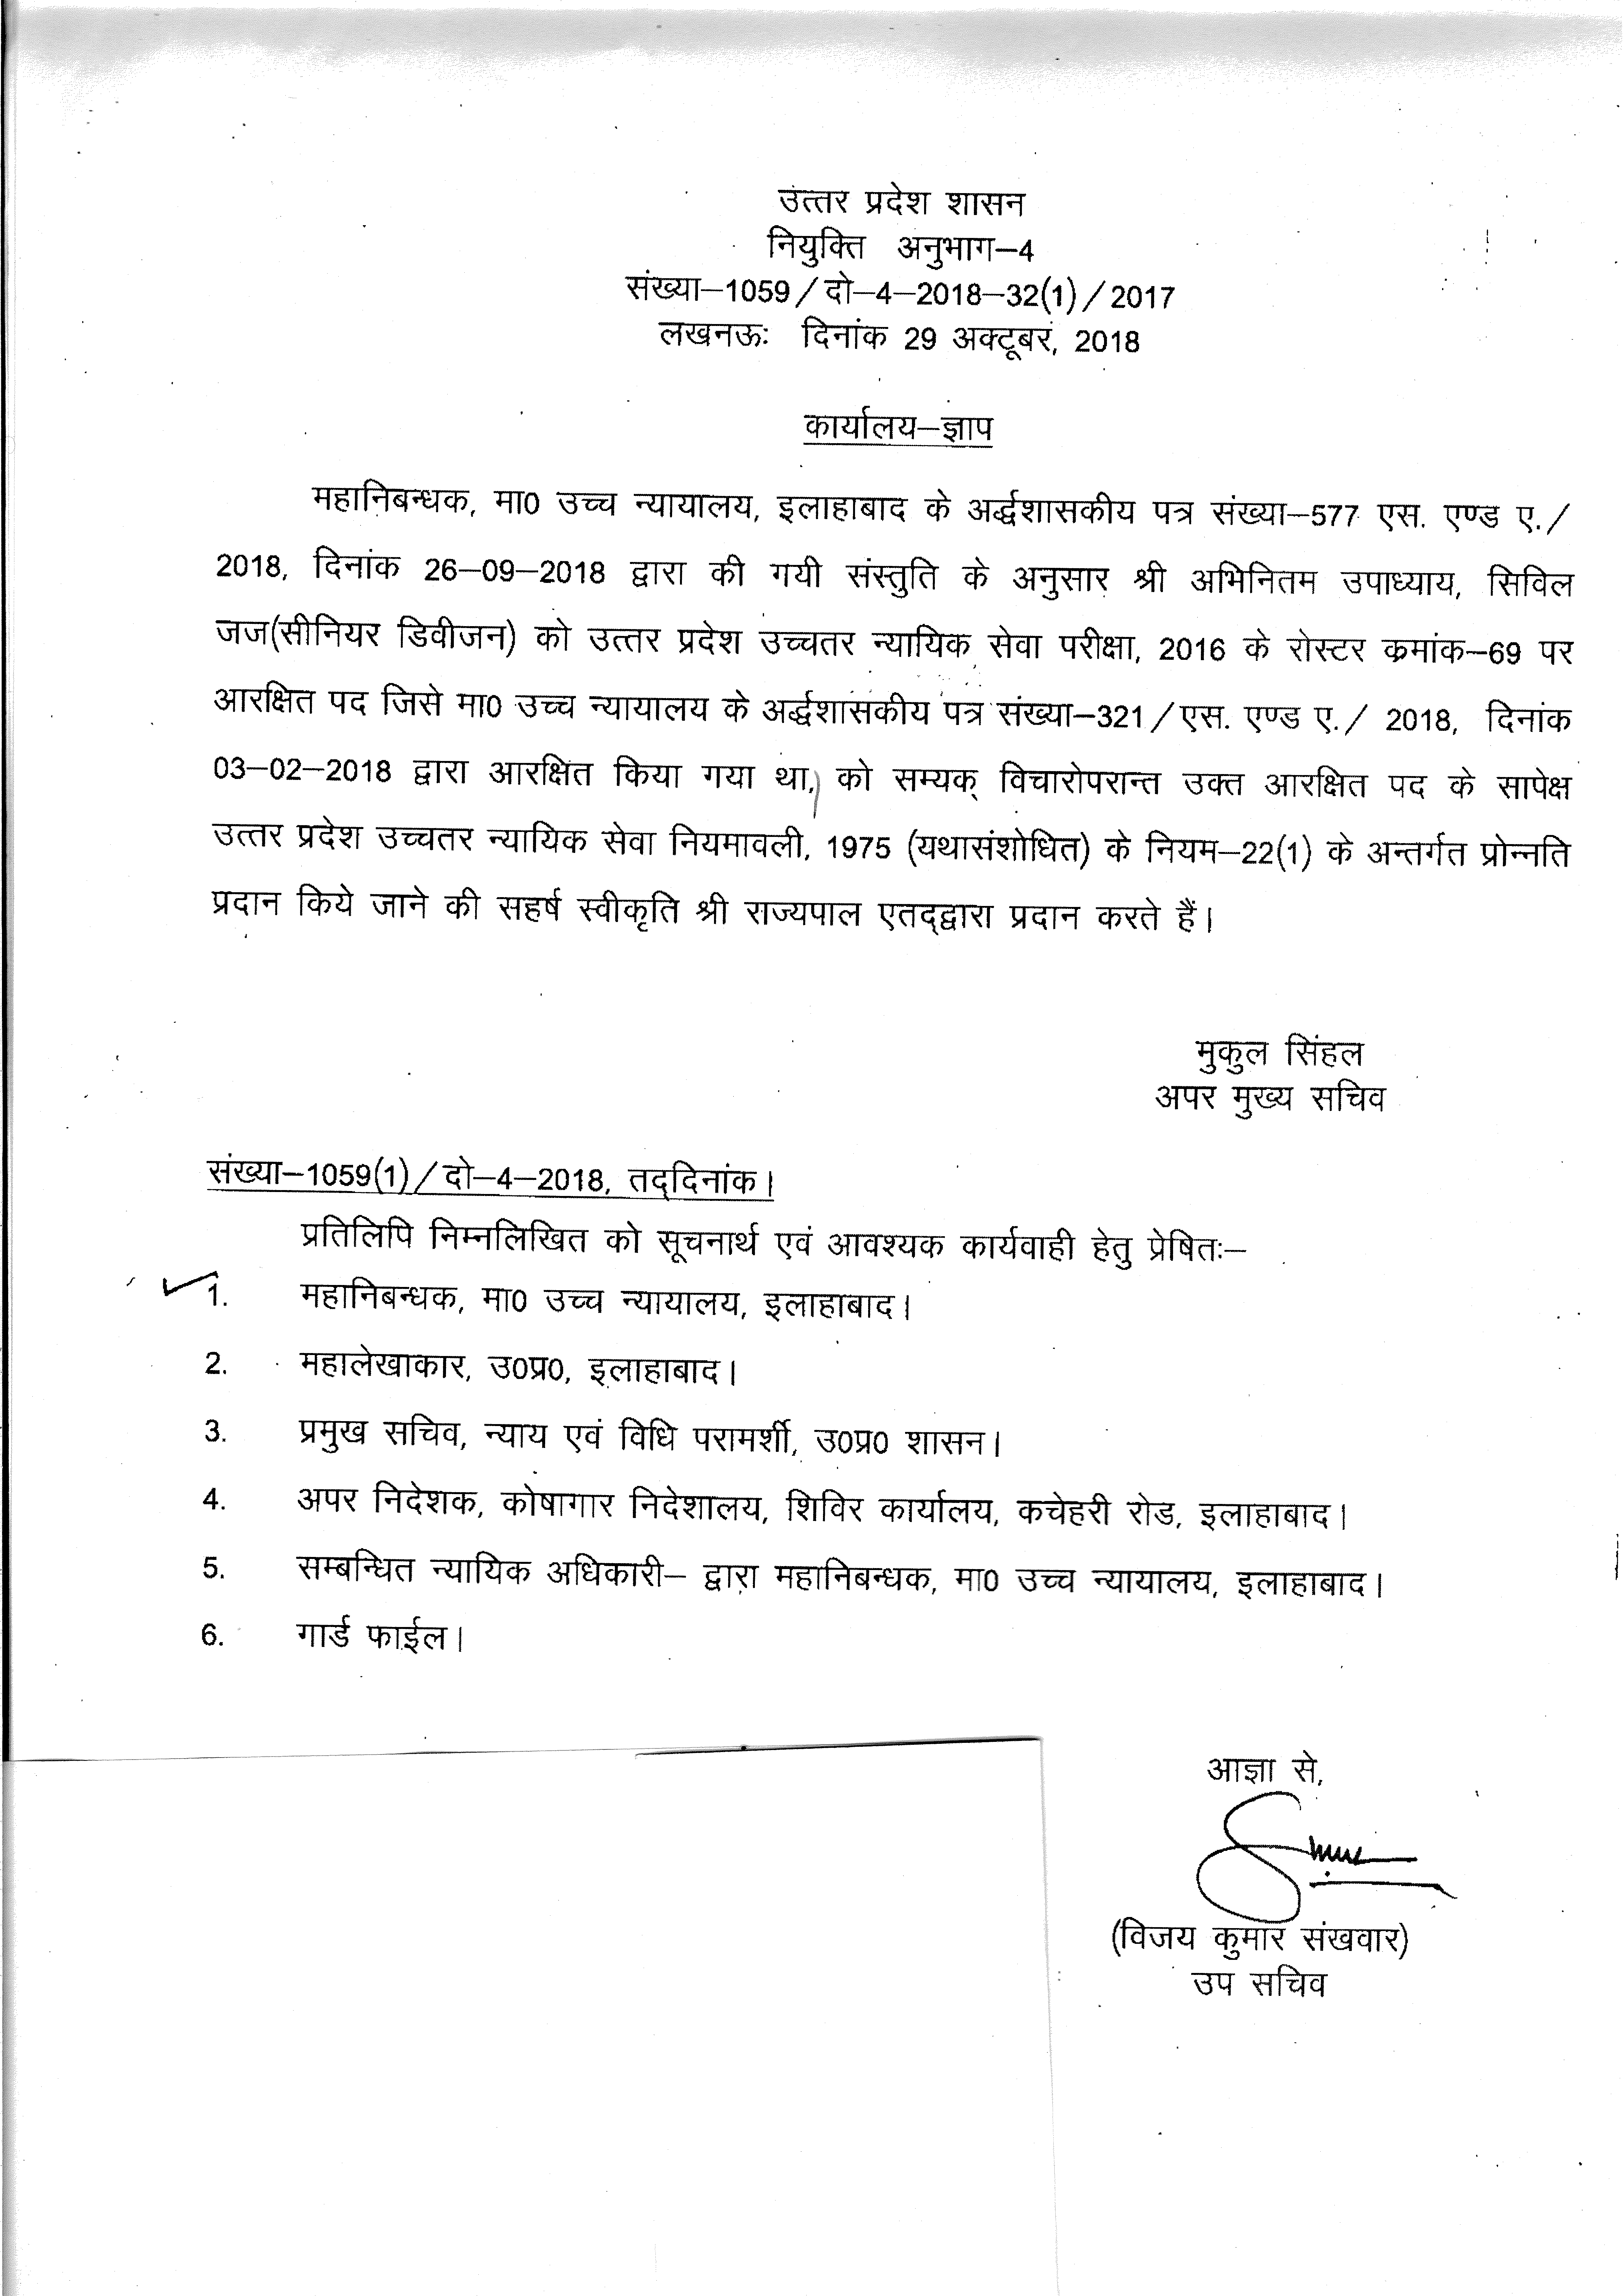 उत्तर प्रदेश शासन
नियुक्ति अनुभाग–4
संख्या–1059/दो–4–2018–32(1)/2017
लखनऊः दिनांक 29 अक्टूबर, 2018
कार्यालय–ज्ञाप
महानिबन्धक, मा0 उच्च न्यायालय, इलाहाबाद के अर्द्धशासकीय पत्र संख्या–577 एस. एण्ड ए./
2018, दिनांक 26–09–2018 द्वारा की गयी संस्तुति के अनुसार श्री अभिनितम उपाध्याय, सिविल
जज(सीनियर डिवीजन) को उत्तर प्रदेश उच्चतर न्यायिक सेवा परीक्षा, 2016 के रोस्टर क्रमांक–69 पर
आरक्षित पद जिसे मा0 उच्च न्यायालय के अर्द्धशासकीय पत्र संख्या–321/एस. एण्ड ए./ 2018, दिनांक
03–02–2018 द्वारा आरक्षित किया गया था, को सम्यक् विचारोपरान्त उक्त आरक्षित पद के सापेक्ष
उत्तर प्रदेश उच्चतर न्यायिक सेवा नियमावली, 1975 (यथासंशोधित) के नियम–22(1) के अन्तर्गत प्रोन्नति
प्रदान किये जाने की सहर्ष स्वीकृति श्री राज्यपाल एतद्द्वारा प्रदान करते हैं।
मुकुल सिंहल
अपर मुख्य सचिव
संख्या–1059(1)/दो–4–2018, तद्दिनांक।
प्रतिलिपि निम्नलिखित को सूचनार्थ एवं आवश्यक कार्यवाही हेतु प्रेषितः–
1. महानिबन्धक, मा0 उच्च न्यायालय, इलाहाबाद।
2. महालेखाकार, उ0प्र0, इलाहाबाद।
3. प्रमुख सचिव, न्याय एवं विधि परामर्शी, उ0प्र0 शासन।
4. अपर निदेशक, कोषागार निदेशालय, शिविर कार्यालय, कचेहरी रोड, इलाहाबाद।
5. सम्बन्धित न्यायिक अधिकारी– द्वारा महानिबन्धक, मा0 उच्च न्यायालय, इलाहाबाद।
6. गार्ड फाईल।
आज्ञा से,
(विजय कुमार संखवार)
उप सचिव